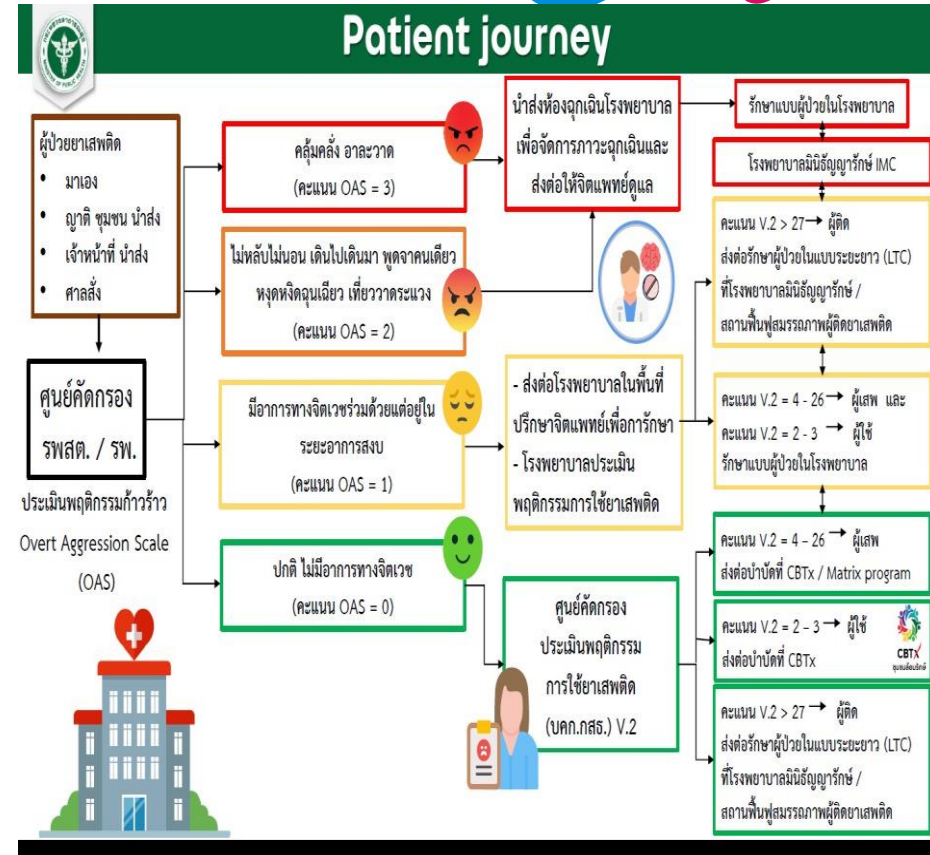 Patient journey
ผู้ป่วยยาเสพติด
• มาเอง
• ญาติ ชุมชน นำส่ง
• เจ้าหน้าที่ นำส่ง
• ศาลสั่ง
ศูนย์คัดกรอง
รพสต. / รพ.
ประเมินพฤติกรรมก้าวร้าว
Overt Aggression Scale
(OAS)
คลุ้มคลั่ง อาละวาด
(คะแนน OAS = 3)
ไม่หลับไม่นอน เดินไปเดินมา พูดจาคนเดียว
หงุดหงิดฉุนเฉียว เที่ยวหวาดระแวง
(คะแนน OAS = 2)
มีอาการทางจิตเวชร่วมด้วยแต่อยู่ใน
ระยะอาการสงบ
(คะแนน OAS = 1)
ปกติ ไม่มีอาการทางจิตเวช
(คะแนน OAS = 0)
นำส่งห้องฉุกเฉินโรงพยาบาล
เพื่อจัดการภาวะฉุกเฉินและ
ส่งต่อให้จิตแพทย์ดูแล
- ส่งต่อโรงพยาบาลในพื้นที่
ปรึกษาจิตแพทย์เพื่อการักษา
- โรงพยาบาลประเมิน
พฤติกรรมการใช้ยาเสพติด
ศูนย์คัดกรอง
ประเมินพฤติกรรม
การใช้ยาเสพติด
(บคก.กสธ.) V.2
รักษาแบบผู้ป่วยในโรงพยาบาล
โรงพยาบาลมินิธัญญารักษ์ IMC
คะแนน V.2 > 27 → ผู้ติด
ส่งต่อรักษาผู้ป่วยในแบบระยะยาว (LTC)
ที่โรงพยาบาลมินิธัญญารักษ์ /
สถานฟื้นฟูสมรรถภาพผู้ติดยาเสพติด
คะแนน V.2 = 4 - 26 → ผู้เสพ และ
คะแนน V.2 = 2 - 3 → ผู้ใช้
รักษาแบบผู้ป่วยในโรงพยาบาล
คะแนน V.2 = 4 – 26 → ผู้เสพ
ส่งต่อบำบัดที่ CBTx / Matrix program
คะแนน V.2 = 2 – 3 → ผู้ใช้
ส่งต่อบำบัดที่ CBTx
CBTx
ชุมชนล้อมรักษ์
คะแนน V.2 > 27 → ผู้ติด
ส่งต่อรักษาผู้ป่วยในแบบระยะยาว (LTC)
ที่โรงพยาบาลมินิธัญญารักษ์ /
สถานฟื้นฟูสมรรถภาพผู้ติดยาเสพติด